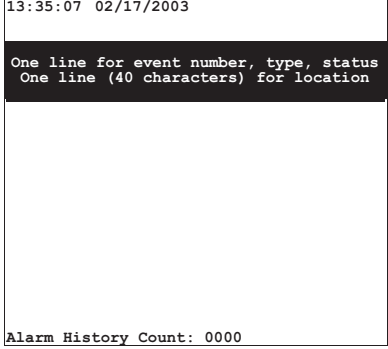 13:35:07 02/17/2003
One line for event number, type, status
One line (40 characters) for location
Alarm History Count: 0000